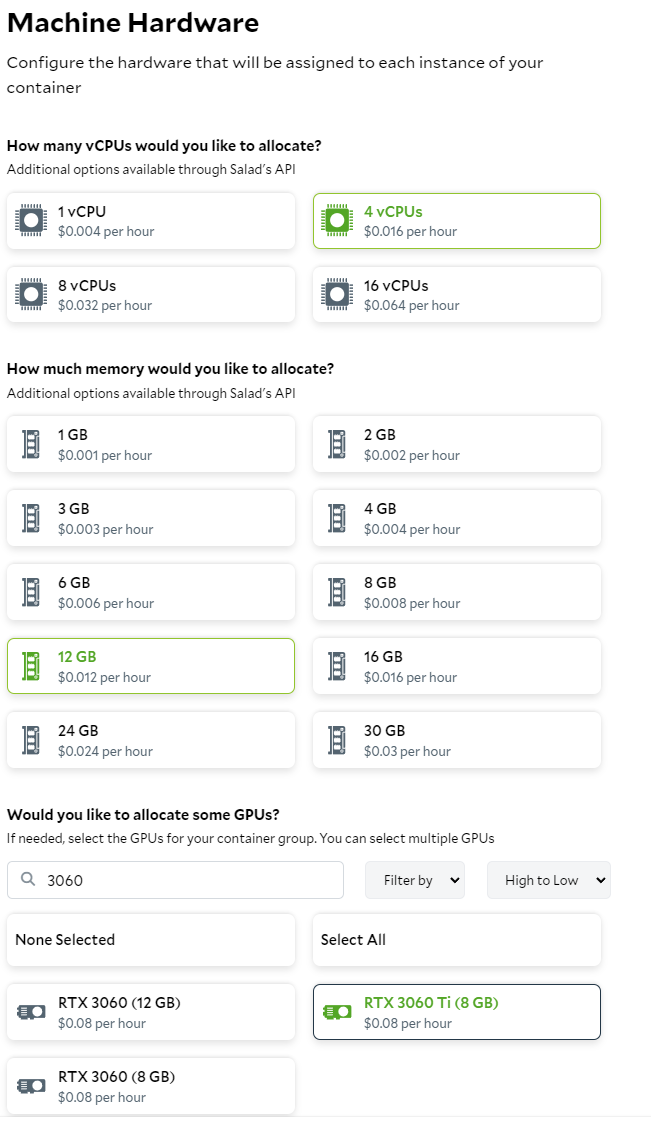 Machine Hardware
Configure the hardware that will be assigned to each instance of your
container
How many vCPUs would you like to allocate?
Additional options available through Salad's API
1 vCPU
$0.004 per hour
4 vCPUs
$0.016 per hour
8 vCPUs
$0.032 per hour
16 vCPUs
$0.064 per hour
How much memory would you like to allocate?
Additional options available through Salad's API
1 GB
$0.001 per hour
2 GB
$0.002 per hour
3 GB
$0.003 per hour
4 GB
$0.004 per hour
6 GB
$0.006 per hour
8 GB
$0.008 per hour
12 GB
$0.012 per hour
16 GB
$0.016 per hour
24 GB
$0.024 per hour
30 GB
$0.03 per hour
Would you like to allocate some GPUs?
If needed, select the GPUs for your container group. You can select multiple GPUs
3060
Filter by
High to Low
None Selected
Select All
RTX 3060 (12 GB)
$0.08 per hour
RTX 3060 Ti (8 GB)
$0.08 per hour
RTX 3060 (8 GB)
$0.08 per hour